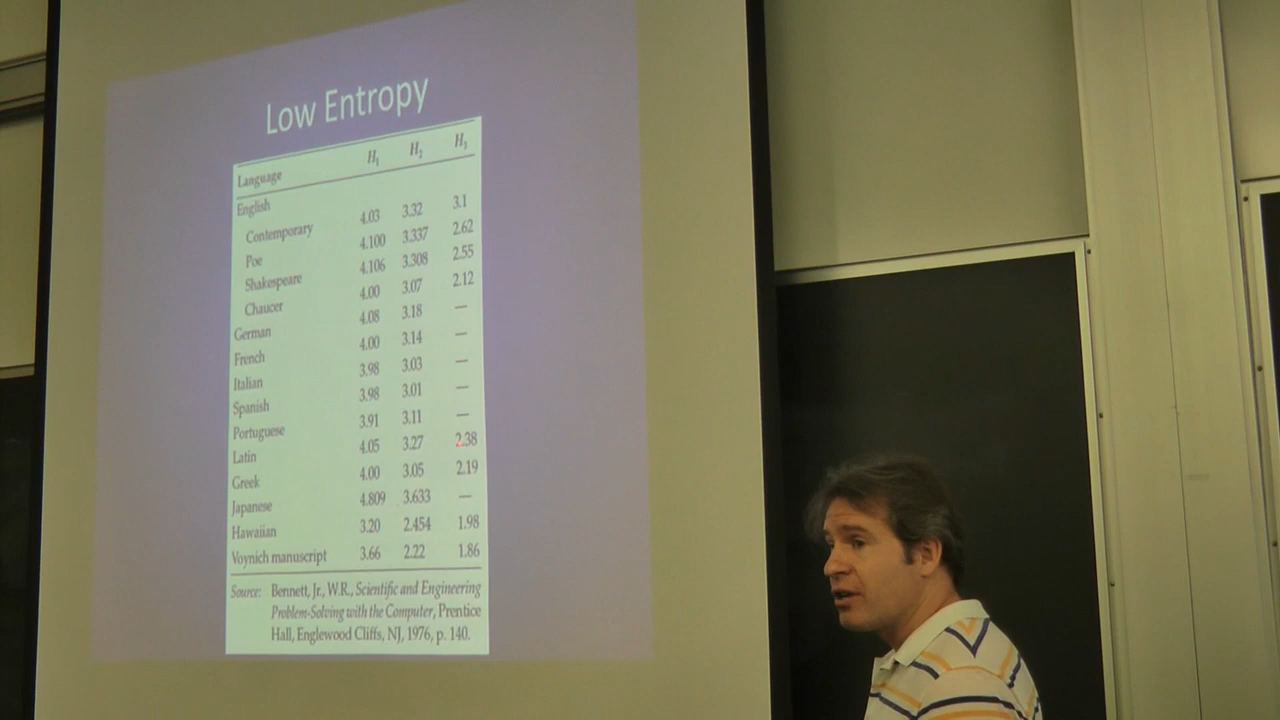 Low Entropy
Language H₁ H₂ H₃
English
Contemporary 4.03 3.32 3.1
Poe 4.100 3.337 2.62
Shakespeare 4.106 3.308 2.55
Chaucer 4.00 3.07 2.12
German 4.08 3.18 —
French 4.00 3.14 —
Italian 3.98 3.03 —
Spanish 3.98 3.01 —
Portuguese 3.91 3.11 —
Latin 4.05 3.27 2.38
Greek 4.00 3.05 2.19
Japanese 4.809 3.633 —
Hawaiian 3.20 2.454 1.98
Voynich manuscript 3.66 2.22 1.86
Source: Bennett, Jr., W.R., Scientific and Engineering
Problem-Solving with the Computer, Prentice
Hall, Englewood Cliffs, NJ, 1976, p. 140.